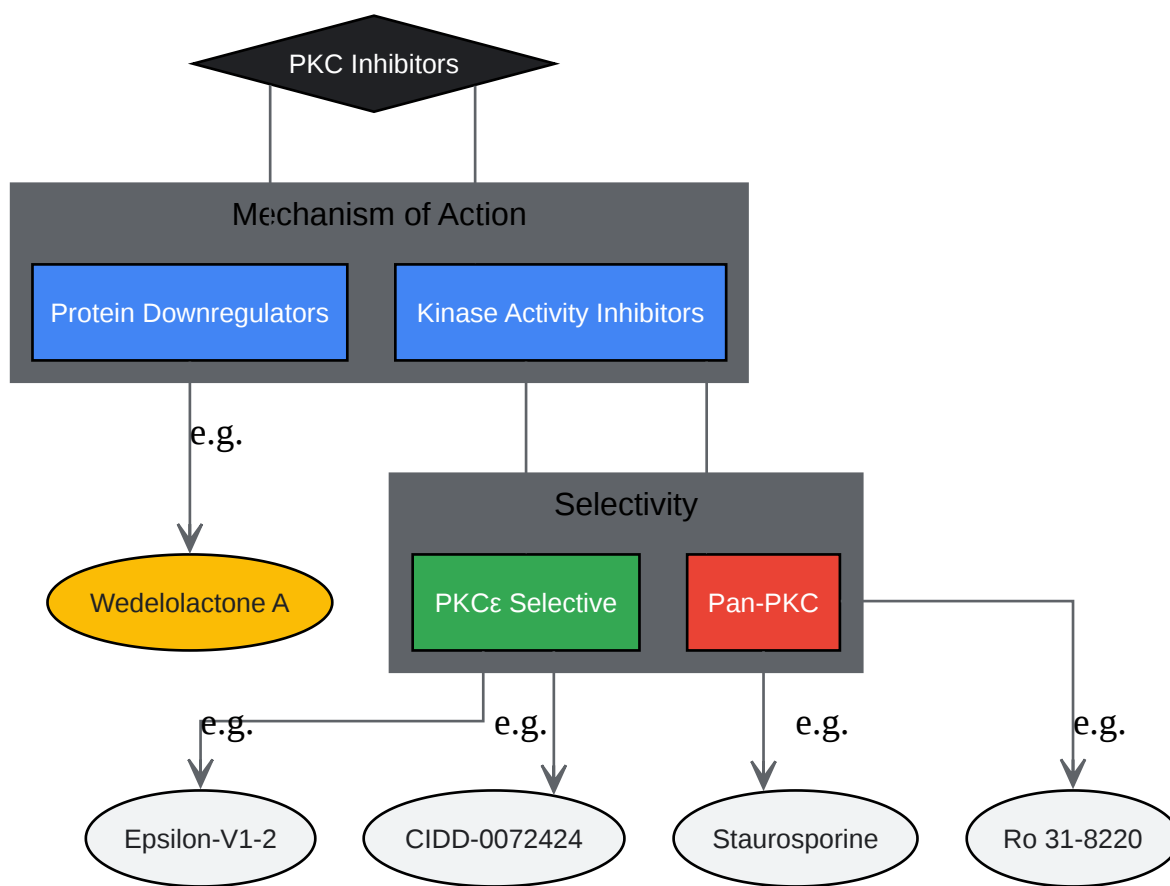 PKC Inhibitors
Mechanism of Action
Protein Downregulators
Kinase Activity Inhibitors
e.g.
Selectivity
Wedelolactone A
PKCε Selective
Pan-PKC
e.g.
e.g.
e.g.
e.g.
Epsilon-V1-2
CIDD-0072424
Staurosporine
Ro 31-8220